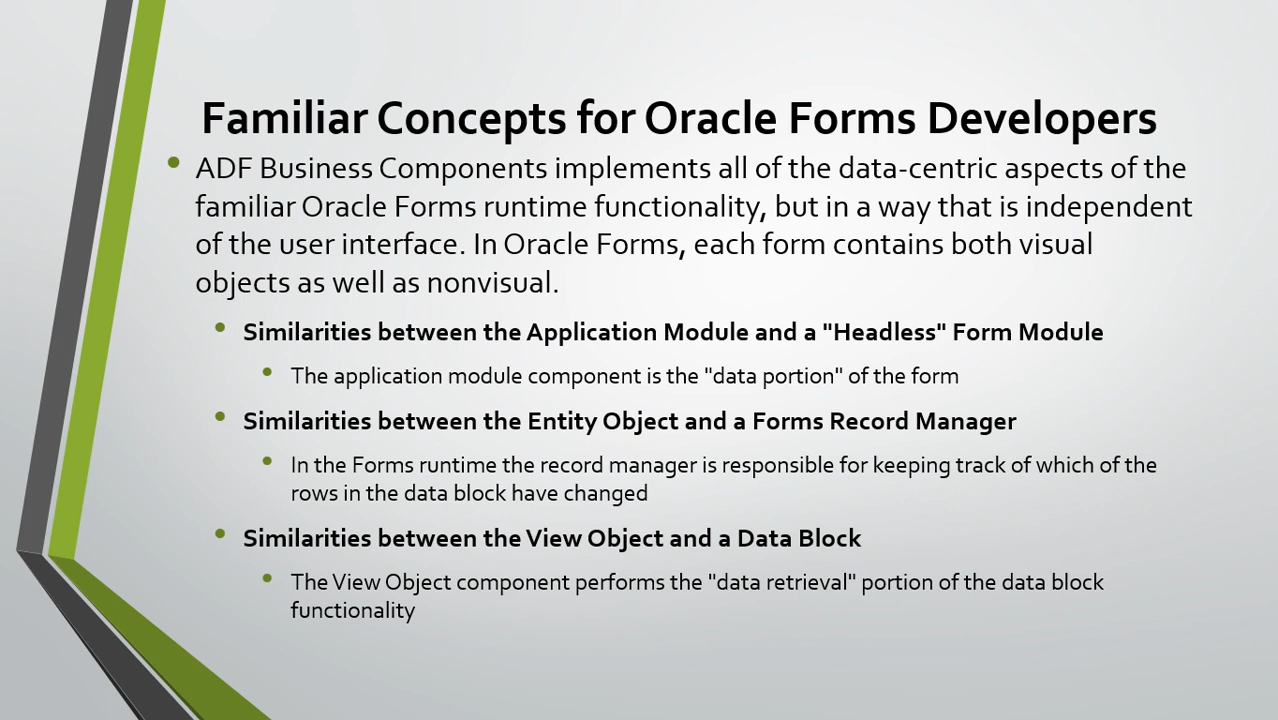 Familiar Concepts for Oracle Forms Developers
• ADF Business Components implements all of the data-centric aspects of the
familiar Oracle Forms runtime functionality, but in a way that is independent
of the user interface. In Oracle Forms, each form contains both visual
objects as well as nonvisual.
• Similarities between the Application Module and a "Headless" Form Module
• The application module component is the "data portion" of the form
• Similarities between the Entity Object and a Forms Record Manager
• In the Forms runtime the record manager is responsible for keeping track of which of the
rows in the data block have changed
• Similarities between the View Object and a Data Block
• The View Object component performs the "data retrieval" portion of the data block
functionality